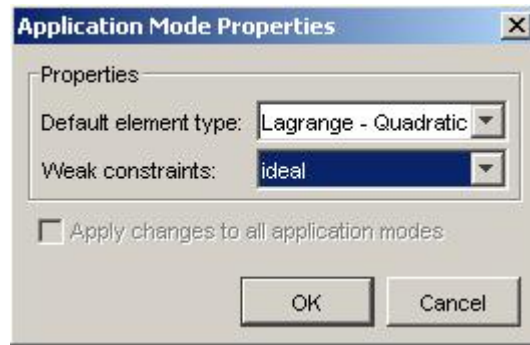 Application Mode Properties
Properties
Default element type: Lagrange - Quadratic
Weak constraints: ideal
Apply changes to all application modes
OK Cancel